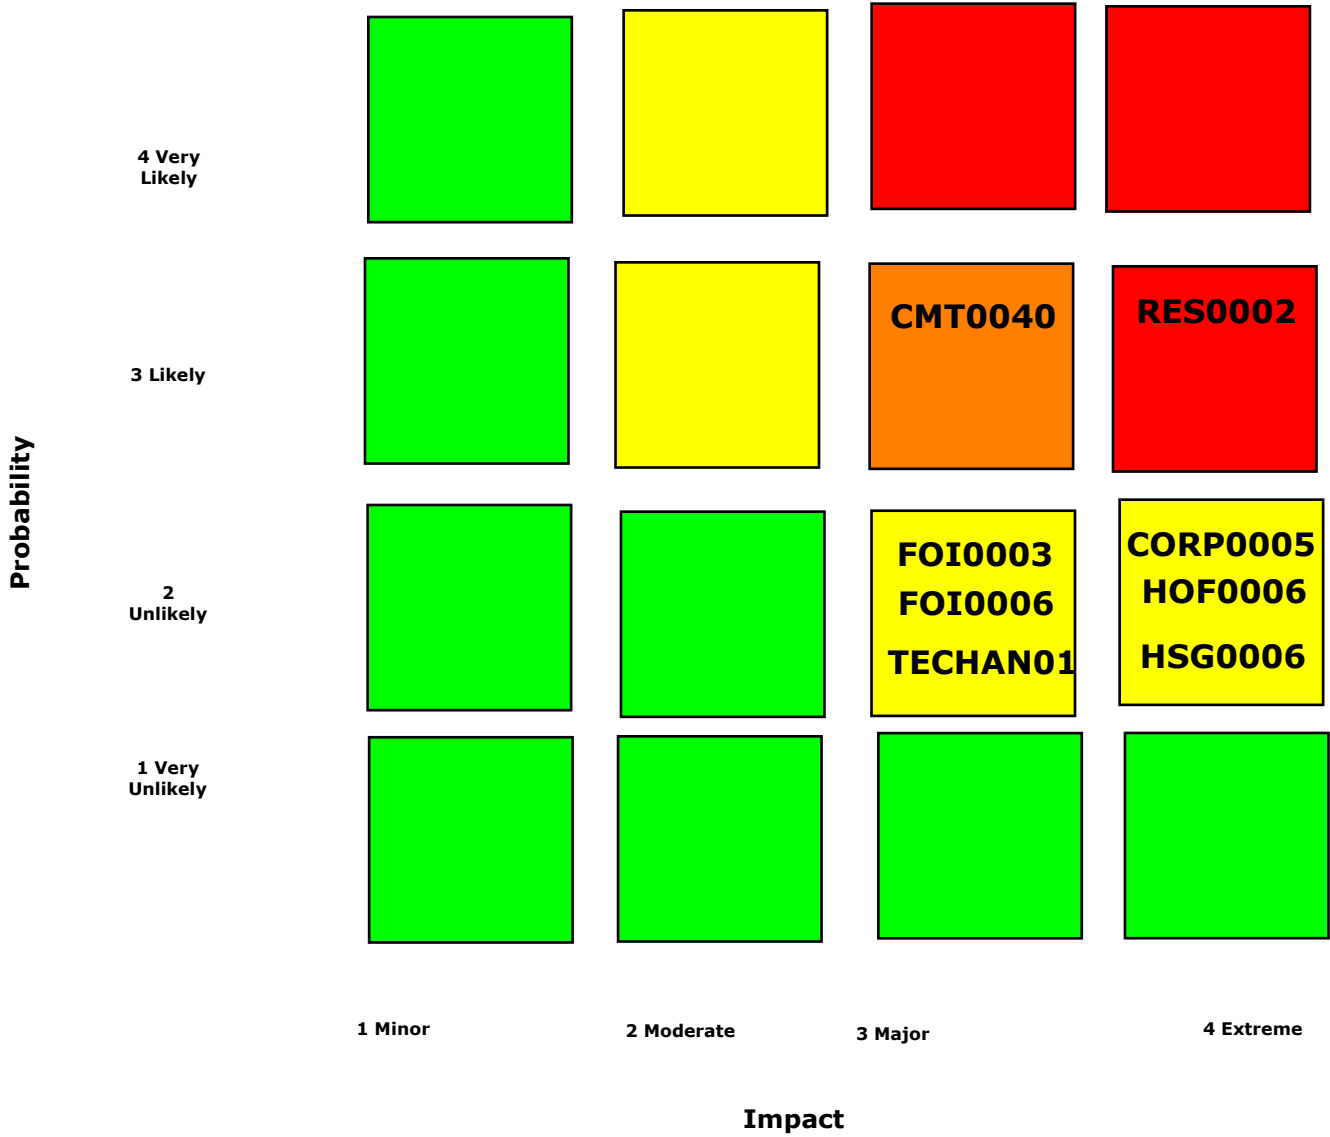 4 Very
Likely
3 Likely
CMT0040
RES0002
Probability
2
Unlikely
FOI0003
FOI0006
TECHAN01
CORP0005
HOF0006
HSG0006
1 Very
Unlikely
1 Minor
2 Moderate
3 Major
4 Extreme
Impact